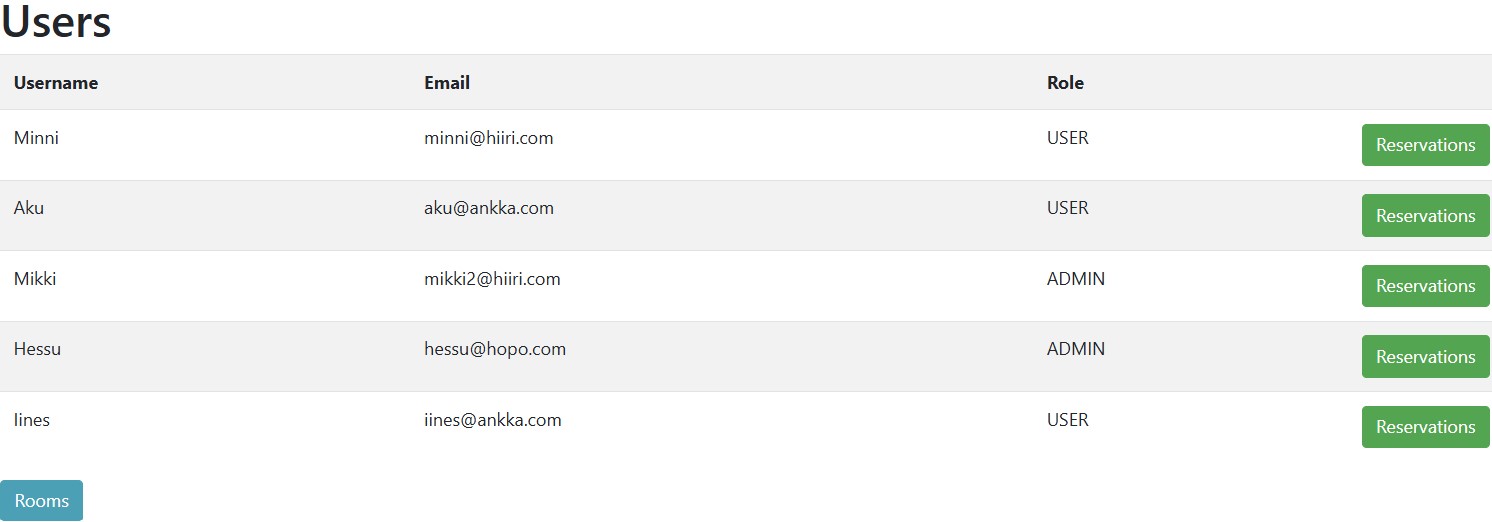 Users
Username Email Role
Minni minni@hiiri.com USER Reservations
Aku aku@ankka.com USER Reservations
Mikki mikki2@hiiri.com ADMIN Reservations
Hessu hessu@hopo.com ADMIN Reservations
Iines iines@ankka.com USER Reservations
Rooms